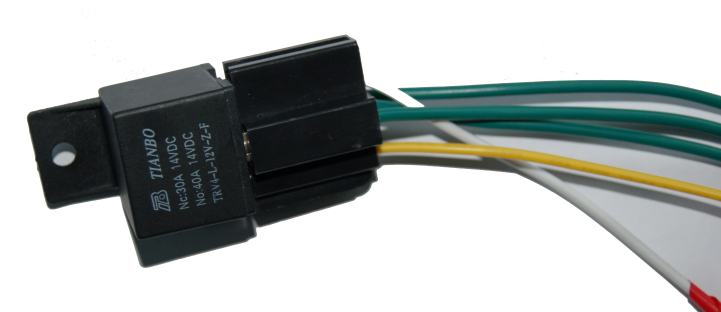 TIANBO
Nc:30A 14VDC
No:40A 14VDC
TRV4-L-12V-Z-F